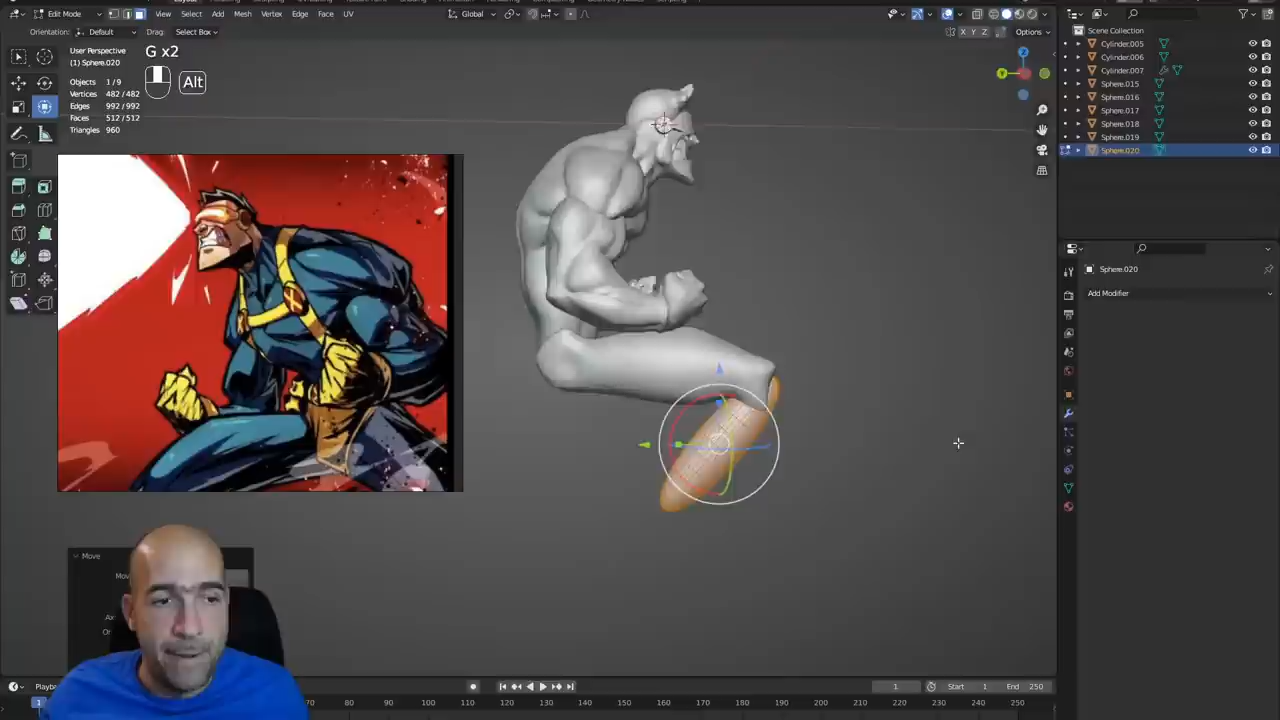 Edit Mode View Select Add Mesh Vertex Edge Face UV Global
Orientation: Default Drag: Select Box X Y Z Options
User Perspective
(1) Sphere.020
G x2
Alt
Objects 1/9
Vertices 482/482
Edges 992/992
Faces 512/512
Triangles 960
Z
Y
Scene Collection
Cylinder.005
Cylinder.006
Cylinder.007
Sphere.015
Sphere.016
Sphere.017
Sphere.018
Sphere.019
Sphere.020
Sphere.020
Add Modifier
Move
Start 1 End 250
1
1 70 80 90 100 110 120 130 140 150 160 170 180 190 200 210 220 230 240 250